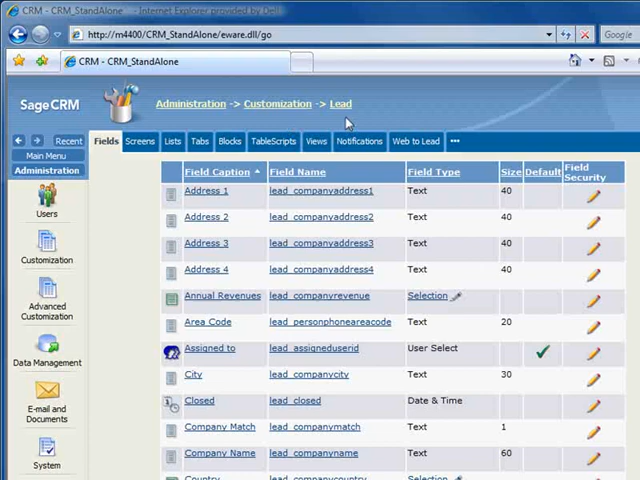 CRM - CRM_StandAlone - Internet Explorer provided by Dell
http://m4400/CRM_StandAlone/eware.dll/go
Google
CRM - CRM_StandAlone
SageCRM
Administration -> Customization -> Lead
Recent
Fields Screens Lists Tabs Blocks TableScripts Views Notifications Web to Lead •••
Main Menu
Administration
Users
Customization
Advanced
Customization
Data Management
E-mail and
Documents
System
Field Caption Field Name Field Type Size Default Field Security
Address 1 lead_companyaddress1 Text 40
Address 2 lead_companyaddress2 Text 40
Address 3 lead_companyaddress3 Text 40
Address 4 lead_companyaddress4 Text 40
Annual Revenues lead_companyrevenue Selection
Area Code lead_personphoneareacode Text 20
Assigned to lead_assigneduserid User Select
City lead_companycity Text 30
Closed lead_closed Date & Time
Company Match lead_companymatch Text 1
Company Name lead_companyname Text 60
Country lead_companycountry Selection